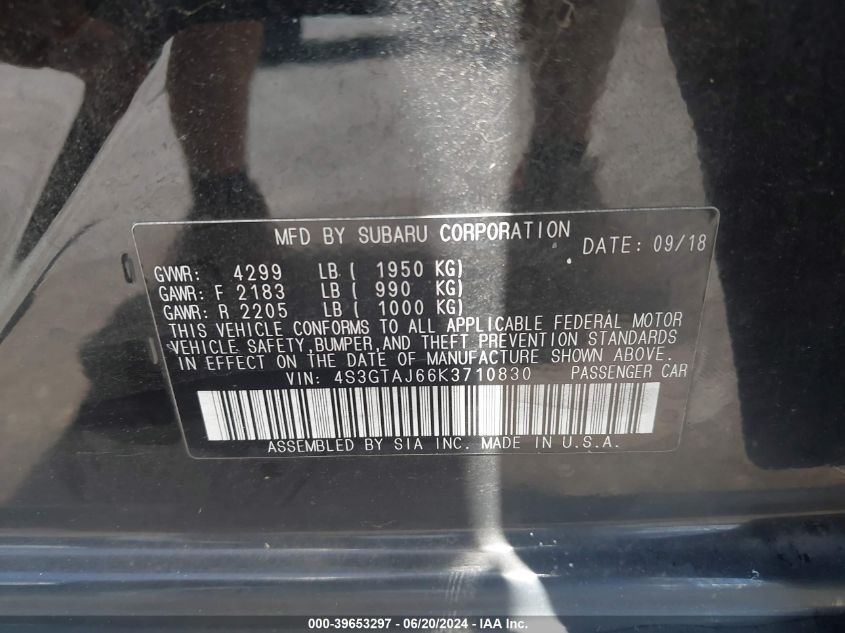 MFD BY SUBARU CORPORATION DATE: 09/18
GVWR: 4299 LB ( 1950 KG)
GAWR: F 2183 LB ( 990 KG)
GAWR: R 2205 LB ( 1000 KG)
THIS VEHICLE CONFORMS TO ALL APPLICABLE FEDERAL MOTOR
VEHICLE SAFETY, BUMPER, AND THEFT PREVENTION STANDARDS
IN EFFECT ON THE DATE OF MANUFACTURE SHOWN ABOVE.
VIN: 4S3GTAJ66K3710830 PASSENGER CAR
ASSEMBLED BY SIA INC. MADE IN U.S.A.
000-39653297 - 06/20/2024 - IAA Inc.